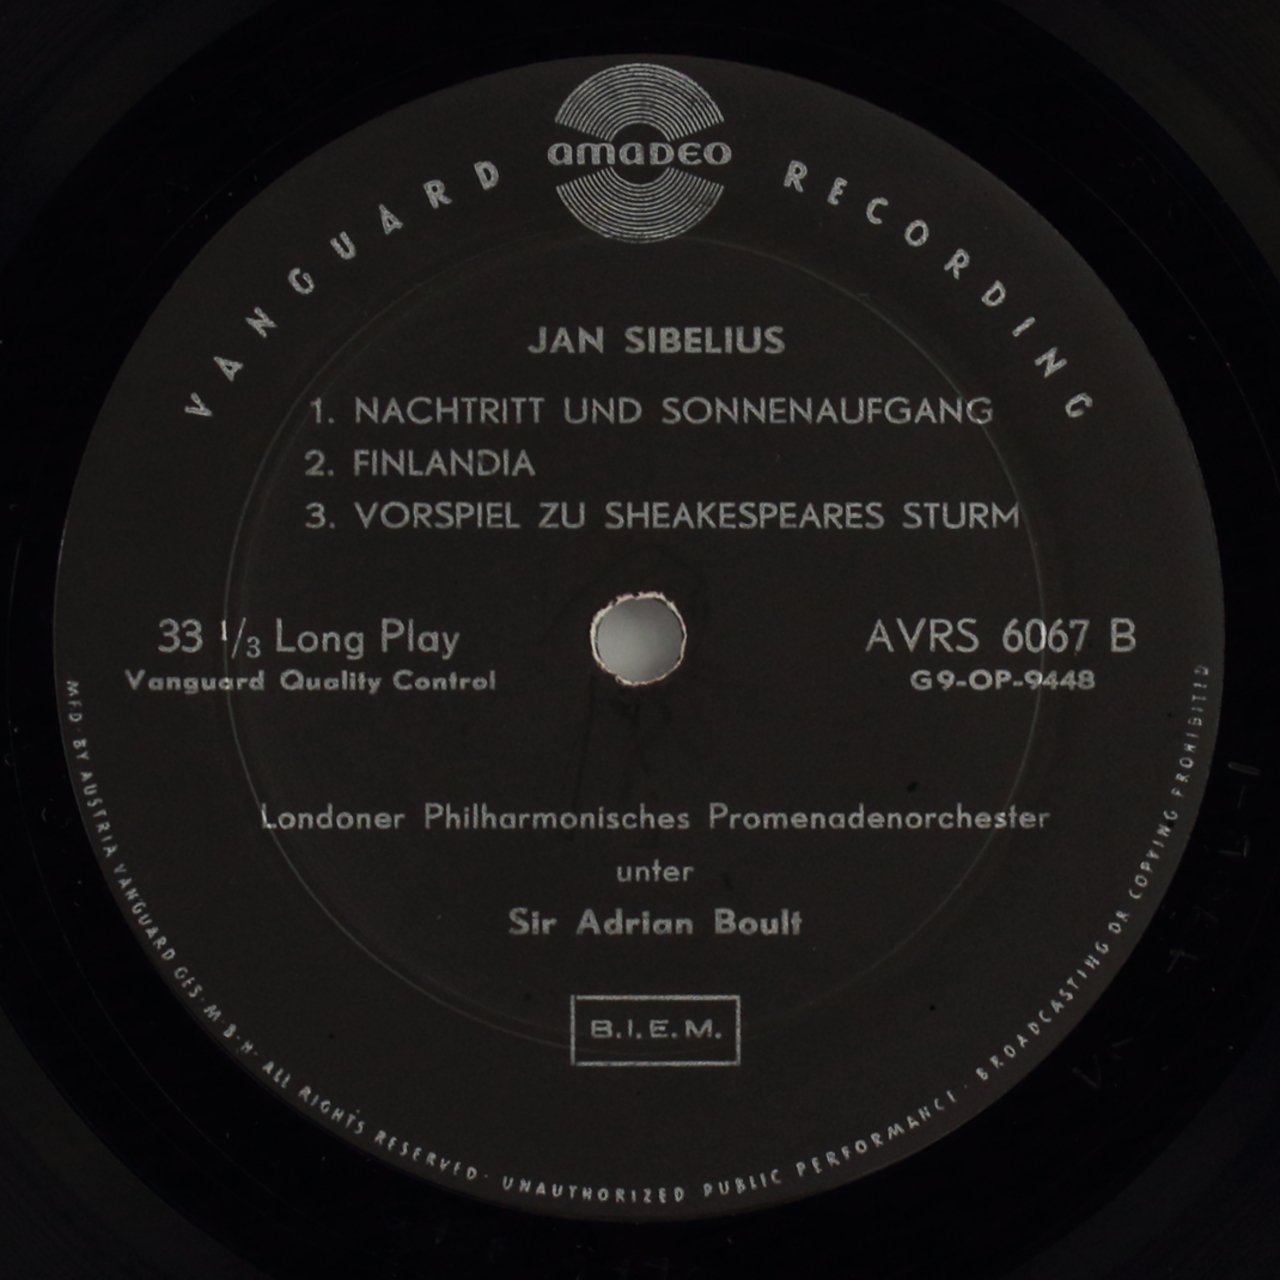 amaDEO
VANGUARD RECORDING
JAN SIBELIUS
1. NACHTRITT UND SONNENAUFGANG
2. FINLANDIA
3. VORSPIEL ZU SHEAKESPEARES STURM
33 1/3 Long Play
Vanguard Quality Control
AVRS 6067 B
G9-OP-9448
Londoner Philharmonisches Promenadenorchester
unter
Sir Adrian Boult
B.I.E.M.
MFD · BY AUSTRIA VANGUARD GES · M · B · H · ALL RIGHTS RESERVED · UNAUTHORIZED PUBLIC PERFORMANCE · BROADCASTING OR COPYING PROHIBITED